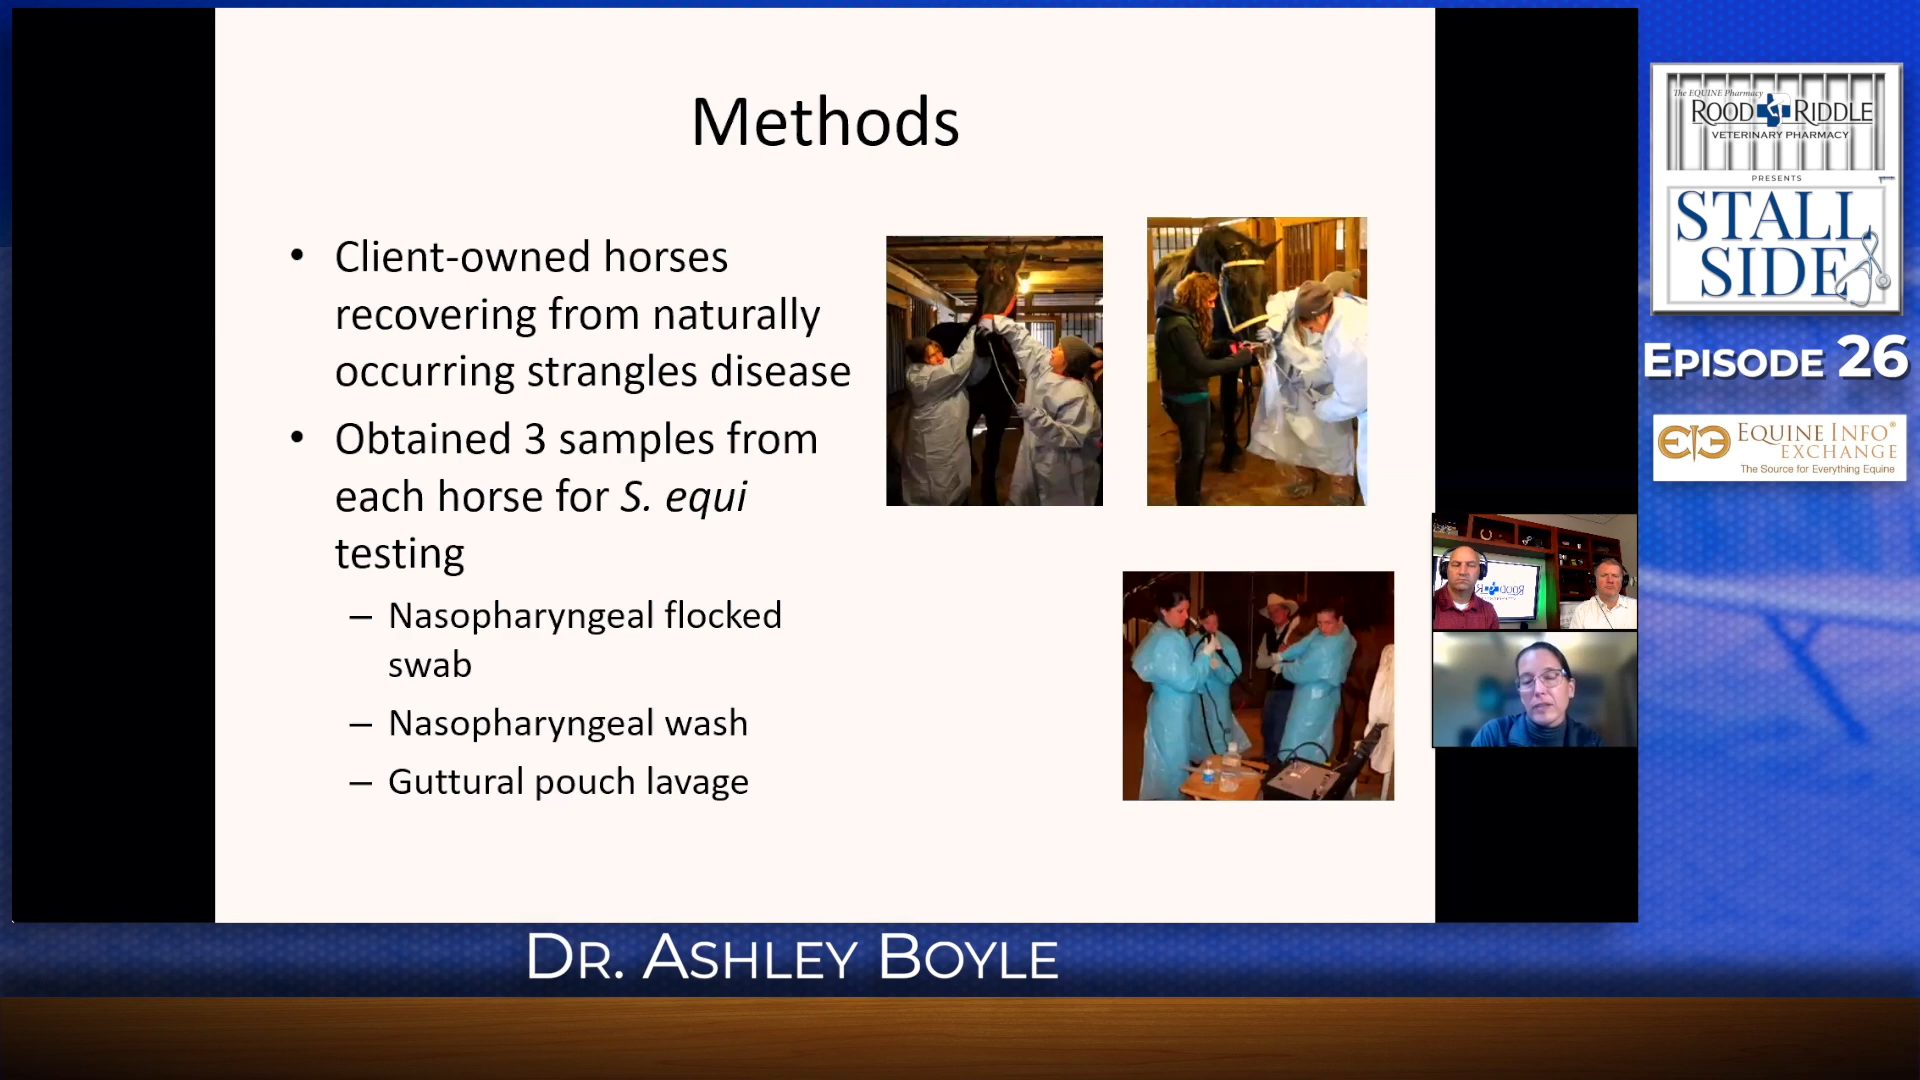 Methods
• Client-owned horses
recovering from naturally
occurring strangles disease
• Obtained 3 samples from
each horse for S. equi
testing
– Nasopharyngeal flocked
swab
– Nasopharyngeal wash
– Guttural pouch lavage
The EQUINE Pharmacy
ROOD RIDDLE
VETERINARY PHARMACY
PRESENTS
STALL
SIDE
EPISODE 26
EQUINE INFO®
EXCHANGE
The Source for Everything Equine
DR. ASHLEY BOYLE